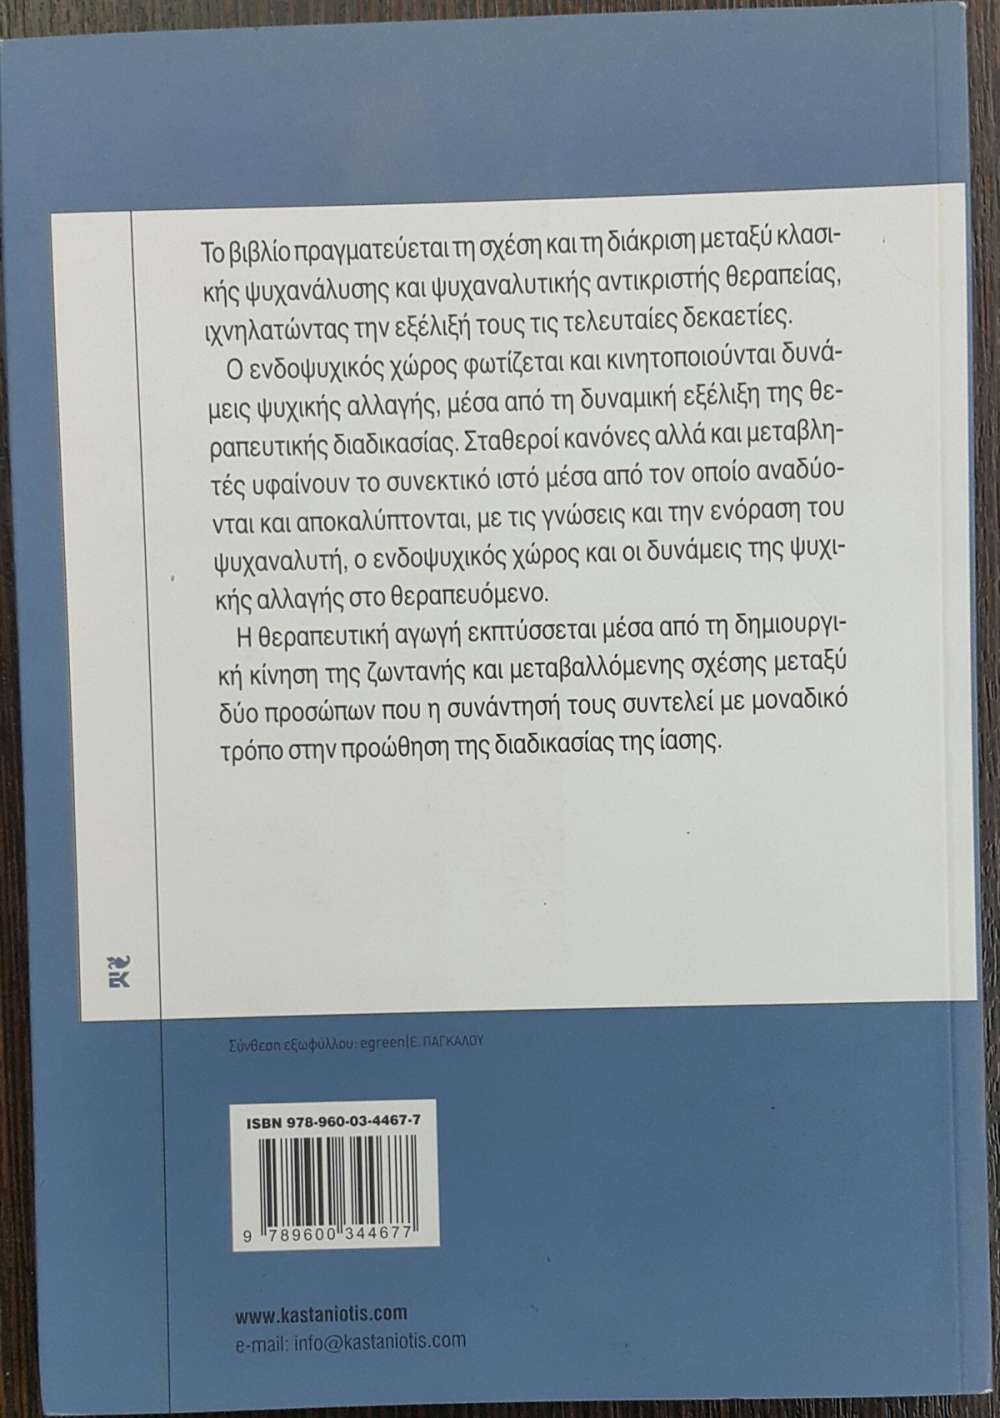 Το βιβλίο πραγματεύεται τη σχέση και τη διάκριση μεταξύ κλασι-
κής ψυχανάλυσης και ψυχαναλυτικής αντικριστής θεραπείας,
ιχνηλατώντας την εξέλιξή τους τις τελευταίες δεκαετίες.
Ο ενδοψυχικός χώρος φωτίζεται και κινητοποιούνται δυνά-
μεις ψυχικής αλλαγής, μέσα από τη δυναμική εξέλιξη της θε-
ραπευτικής διαδικασίας. Σταθεροί κανόνες αλλά και μεταβλη-
τές υφαίνουν το συνεκτικό ιστό μέσα από τον οποίο αναδύο-
νται και αποκαλύπτονται, με τις γνώσεις και την ενόραση του
ψυχαναλυτή, ο ενδοψυχικός χώρος και οι δυνάμεις της ψυχι-
κής αλλαγής στο θεραπευόμενο.
Η θεραπευτική αγωγή εκπτύσσεται μέσα από τη δημιουργι-
κή κίνηση της ζωντανής και μεταβαλλόμενης σχέσης μεταξύ
δύο προσώπων που η συνάντησή τους συντελεί με μοναδικό
τρόπο στην προώθηση της διαδικασίας της ίασης.
ΕΚ
Σύνθεση εξωφύλλου: egreen|Ε. ΠΑΓΚΑΛΟΥ
ISBN 978-960-03-4467-7
9 789600 344677
www.kastaniotis.com
e-mail: info@kastaniotis.com